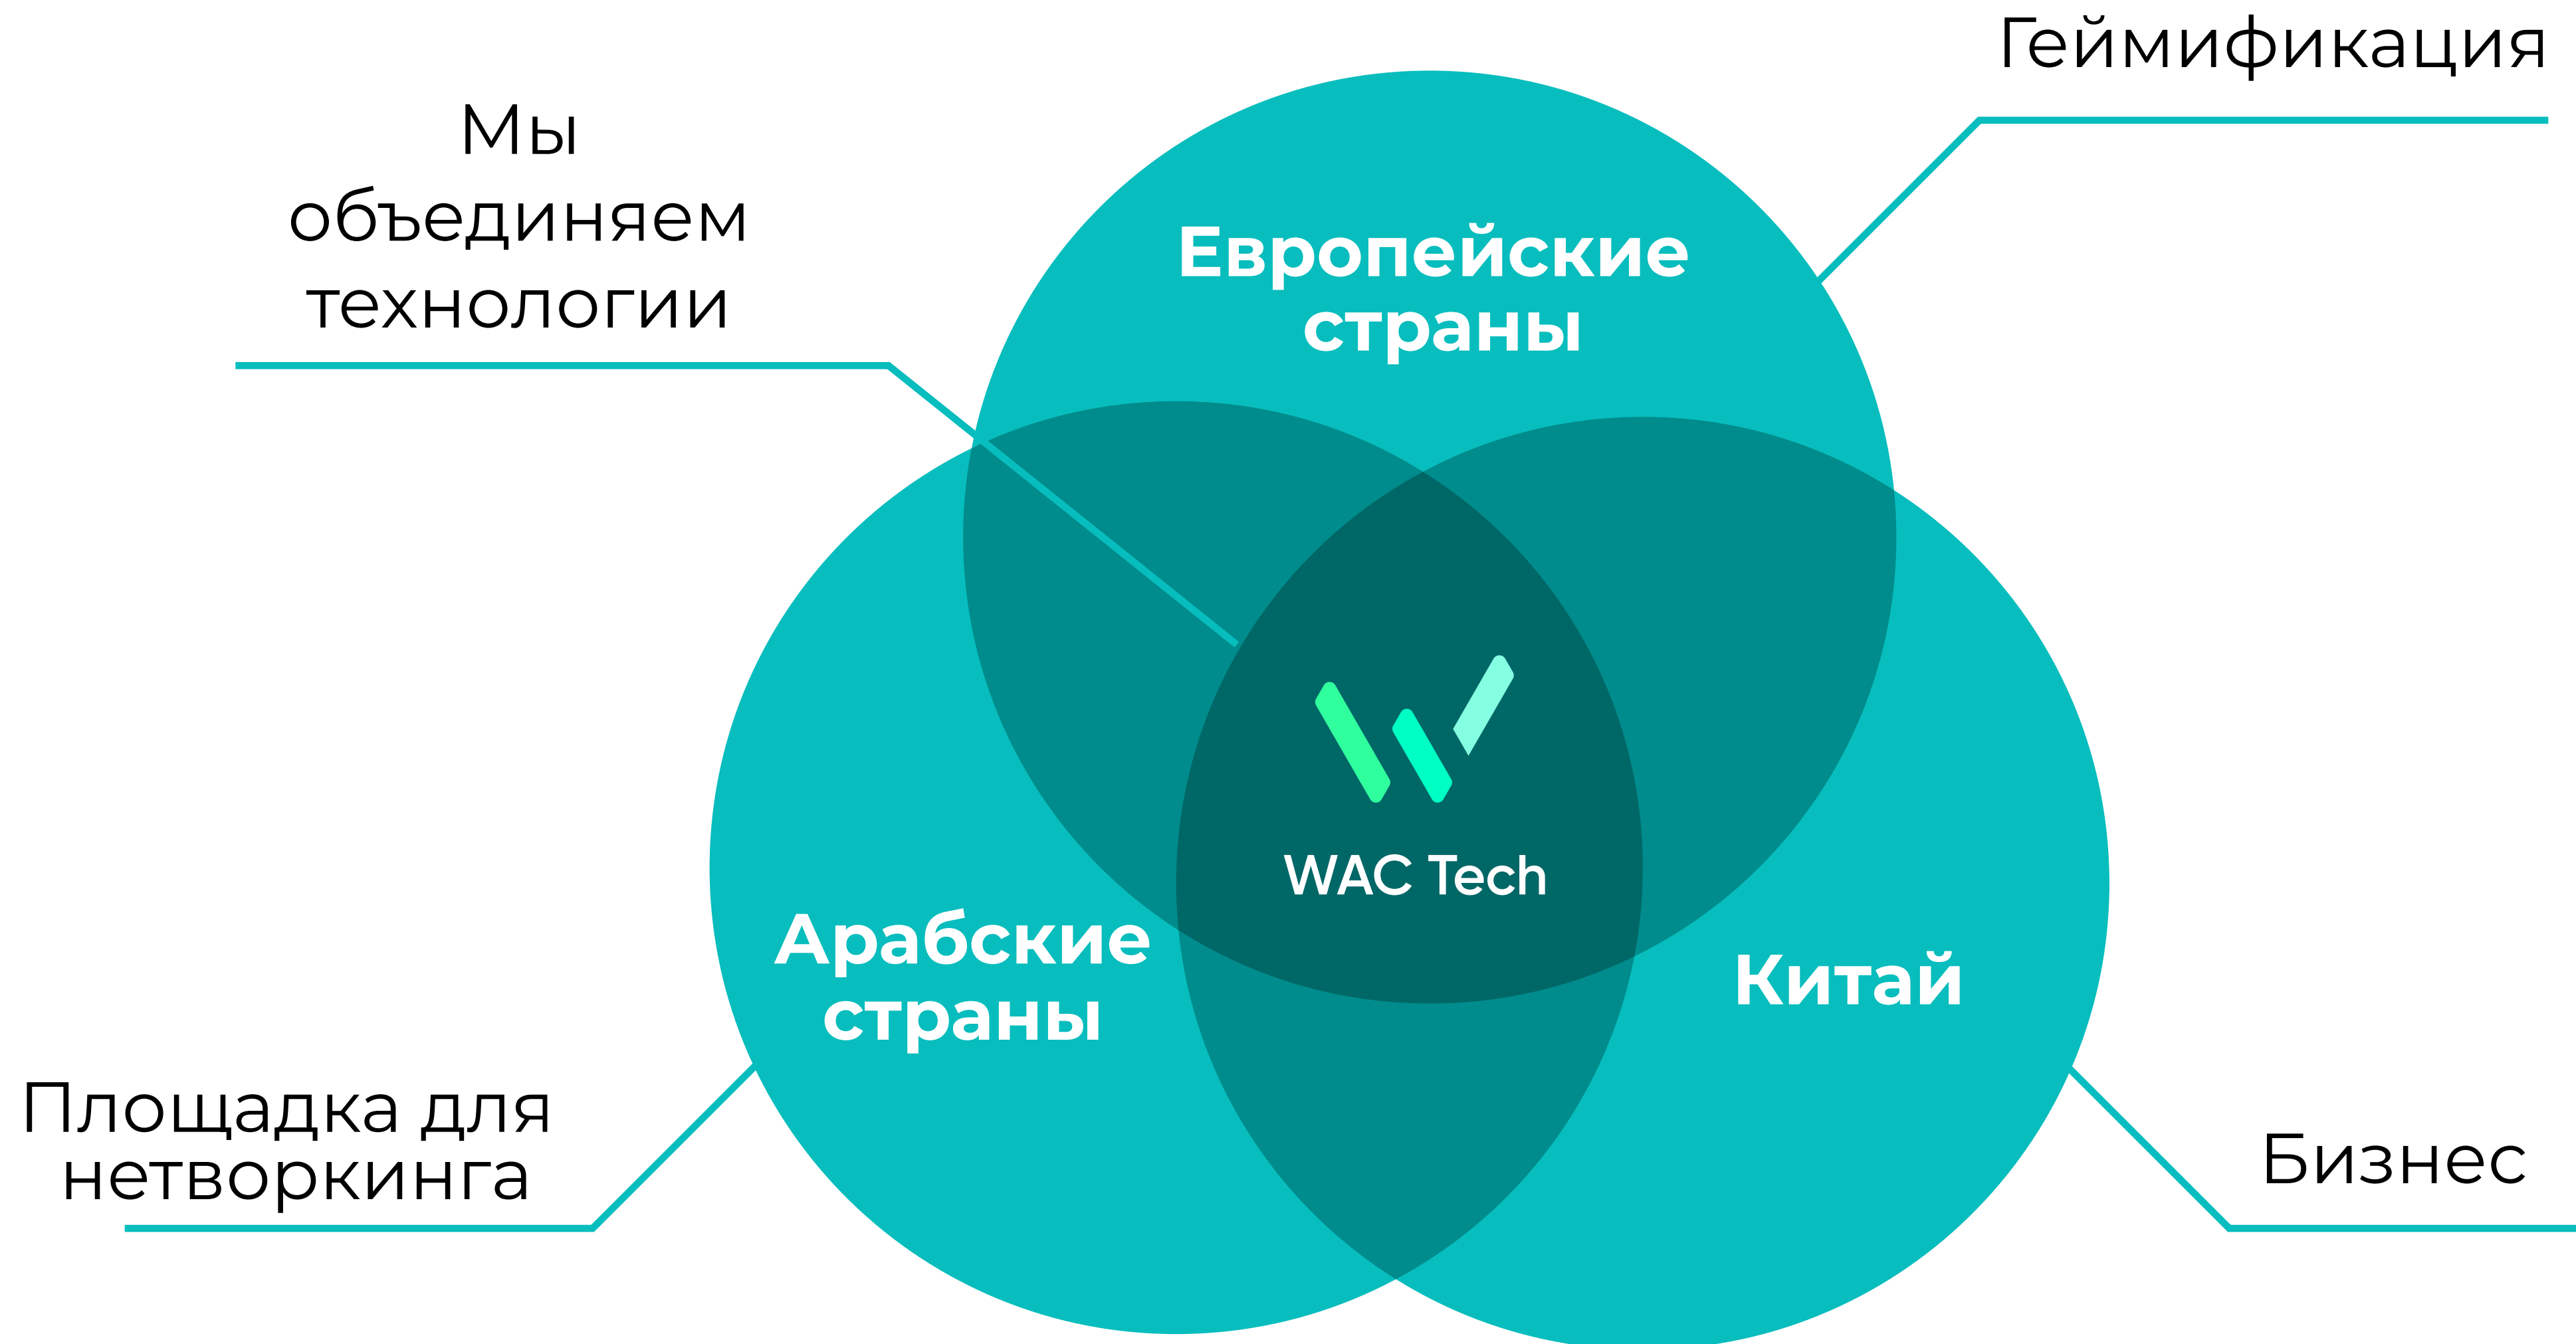 Геймификация
Мы
объединяем
технологии
Европейские
страны
WAC Tech
Арабские
страны
Китай
Площадка для
нетворкинга
Бизнес